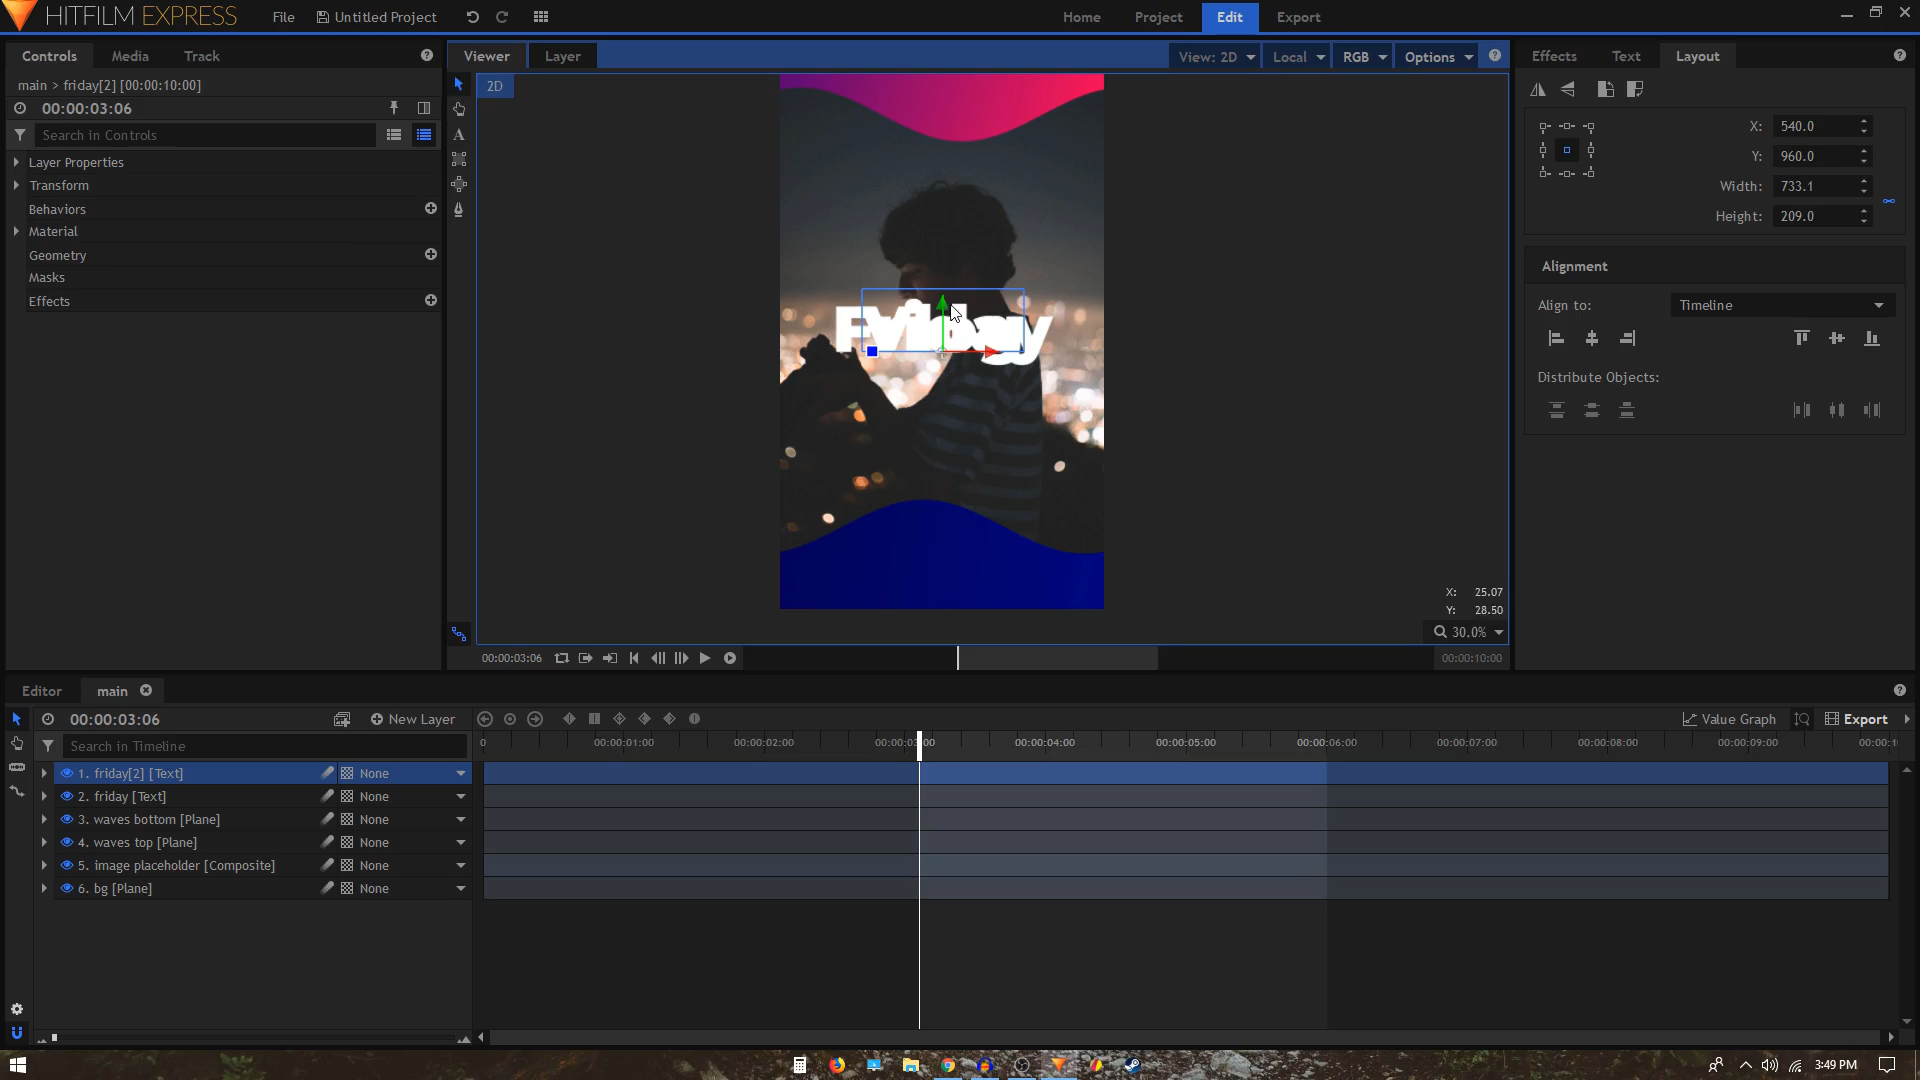 HITFILM EXPRESS
File
Untitled Project
Home
Project
Edit
Export
Controls
Media
Track
Viewer
Layer
View: 2D
Local
RGB
Options
Effects
Text
Layout
main > friday[2] [00:00:10:00]
00:00:03:06
Search in Controls
Layer Properties
Transform
Behaviors
Material
Geometry
Masks
Effects
2D
X: 25.07
Y: 28.50
30.0%
00:00:03:06
00:00:10:00
X: 540.0
Y: 960.0
Width: 733.1
Height: 209.0
Alignment
Align to: Timeline
Distribute Objects:
Editor
main
00:00:03:06
New Layer
Value Graph
Export
Search in Timeline
0
00:00:01:00
00:00:02:00
00:00:03:00
00:00:04:00
00:00:05:00
00:00:06:00
00:00:07:00
00:00:08:00
00:00:09:00
1. friday[2] [Text] None
2. friday [Text] None
3. waves bottom [Plane] None
4. waves top [Plane] None
5. image placeholder [Composite] None
6. bg [Plane] None
3:49 PM